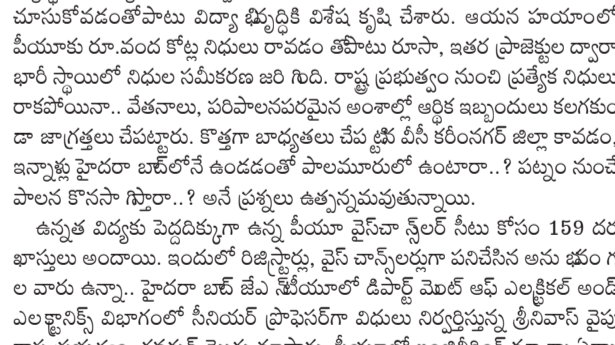 చూసుకోవడంతోపాటు విద్యా భివృద్ధికి విశేష కృషి చేశారు. ఆయన హయాంలో
పీయూకు రూ.వంద కోట్ల నిధులు రావడం తోపాటు రూసా, ఇతర ప్రాజెక్టుల ద్వారా
భారీ స్థాయిలో నిధుల సమీకరణ జరి గింది. రాష్ట్ర ప్రభుత్వం నుంచి ప్రత్యేక నిధులు
రాకపోయినా.. వేతనాలు, పరిపాలనపరమైన అంశాల్లో ఆర్థిక ఇబ్బందులు కలగకుం
డా జాగ్రత్తలు చేపట్టారు. కొత్తగా బాధ్యతలు చేప ట్టిన వీసీ కరీంనగర్ జిల్లా కావడం,
ఇన్నాళ్లు హైదరా బాద్‌లోనే ఉండడంతో పాలమూరులో ఉంటారా..? పట్నం నుంచే
పాలన కొనసా గిస్తారా..? అనే ప్రశ్నలు ఉత్పన్నమవుతున్నాయి.
ఉన్నత విద్యకు పెద్దదిక్కుగా ఉన్న పీయూ వైస్‌చా న్స్‌లర్ సీటు కోసం 159 దర
ఖాస్తులు అందాయి. ఇందులో రిజిస్ట్రార్లు, వైస్ చాన్స్‌లర్లుగా పనిచేసిన అను భవం గ
ల వారు ఉన్నా.. హైదరా బాద్ జేఎ న్‌టీయూలో డిపార్ట్ మెంట్ ఆఫ్ ఎలక్ట్రికల్ అండ్
ఎలక్ట్రానిక్స్ విభాగంలో సీనియర్ ప్రొఫెసర్‌గా విధులు నిర్వర్తిస్తున్న శ్రీనివాస్ వైపు